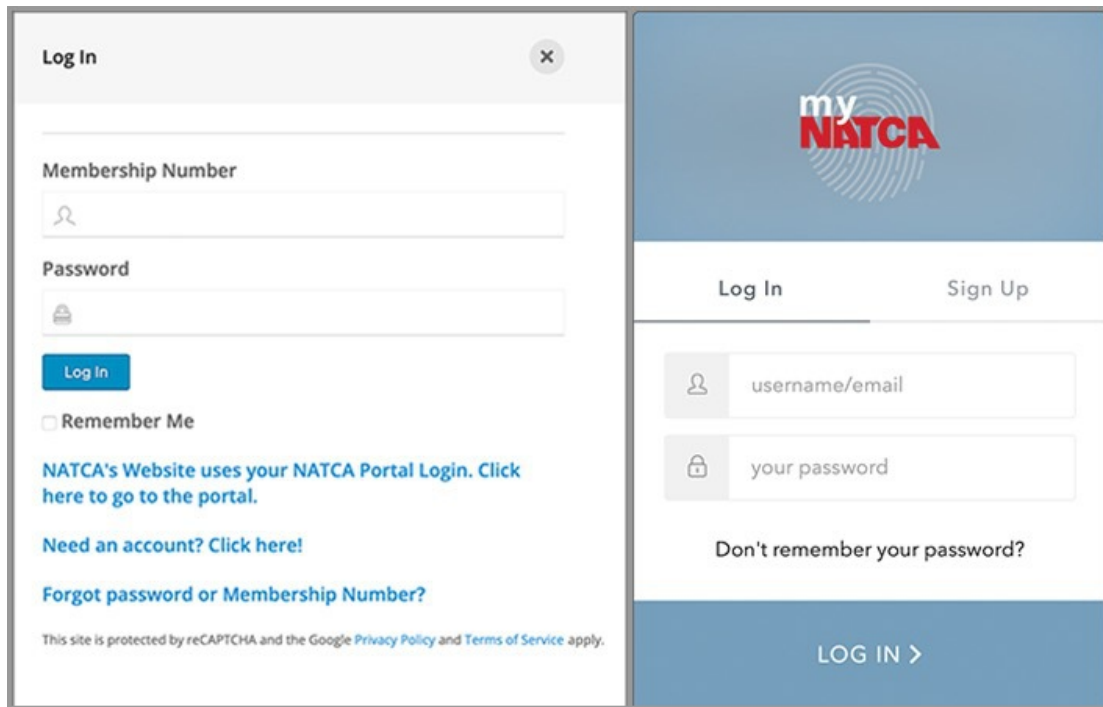 Log In
Membership Number
Password
Log In
Remember Me
NATCA's Website uses your NATCA Portal Login. Click
here to go to the portal.
Need an account? Click here!
Forgot password or Membership Number?
This site is protected by reCAPTCHA and the Google Privacy Policy and Terms of Service apply.
my
NATCA
Log In
Sign Up
username/email
your password
Don't remember your password?
LOG IN >